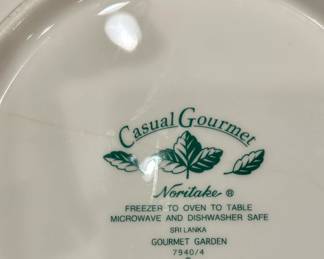 Casual Gourmet
Noritake ®
FREEZER TO OVEN TO TABLE
MICROWAVE AND DISHWASHER SAFE
SRI LANKA
GOURMET GARDEN
7940/4